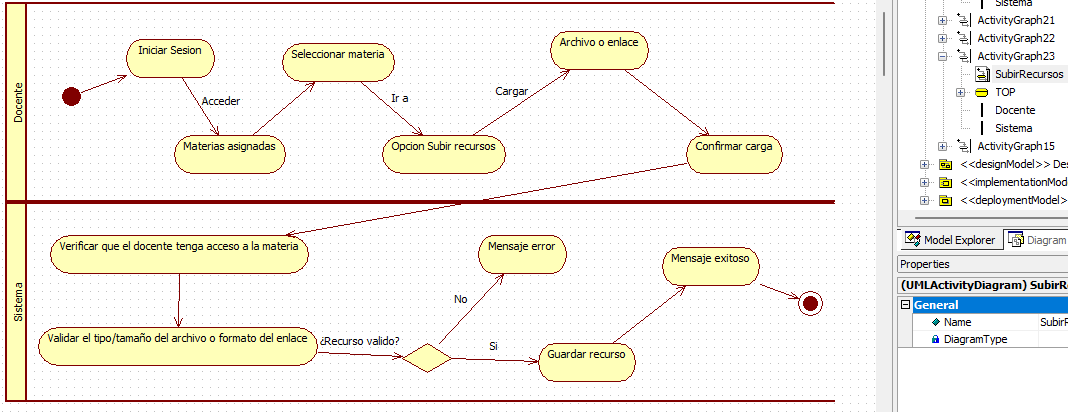 Docente
Iniciar Sesion
Acceder
Materias asignadas
Seleccionar materia
Ir a
Opcion Subir recursos
Cargar
Archivo o enlace
Confirmar carga
Sistema
Verificar que el docente tenga acceso a la materia
Validar el tipo/tamaño del archivo o formato del enlace
¿Recurso valido?
No
Mensaje error
Si
Guardar recurso
Mensaje exitoso
Sistema
ActivityGraph21
ActivityGraph22
ActivityGraph23
SubirRecursos
TOP
Docente
Sistema
ActivityGraph15
<<designModel>> Des
<<implementationMod
<<deploymentModel>
Model Explorer
Diagram
Properties
(UMLActivityDiagram) SubirRe
General
Name
SubirR
DiagramType